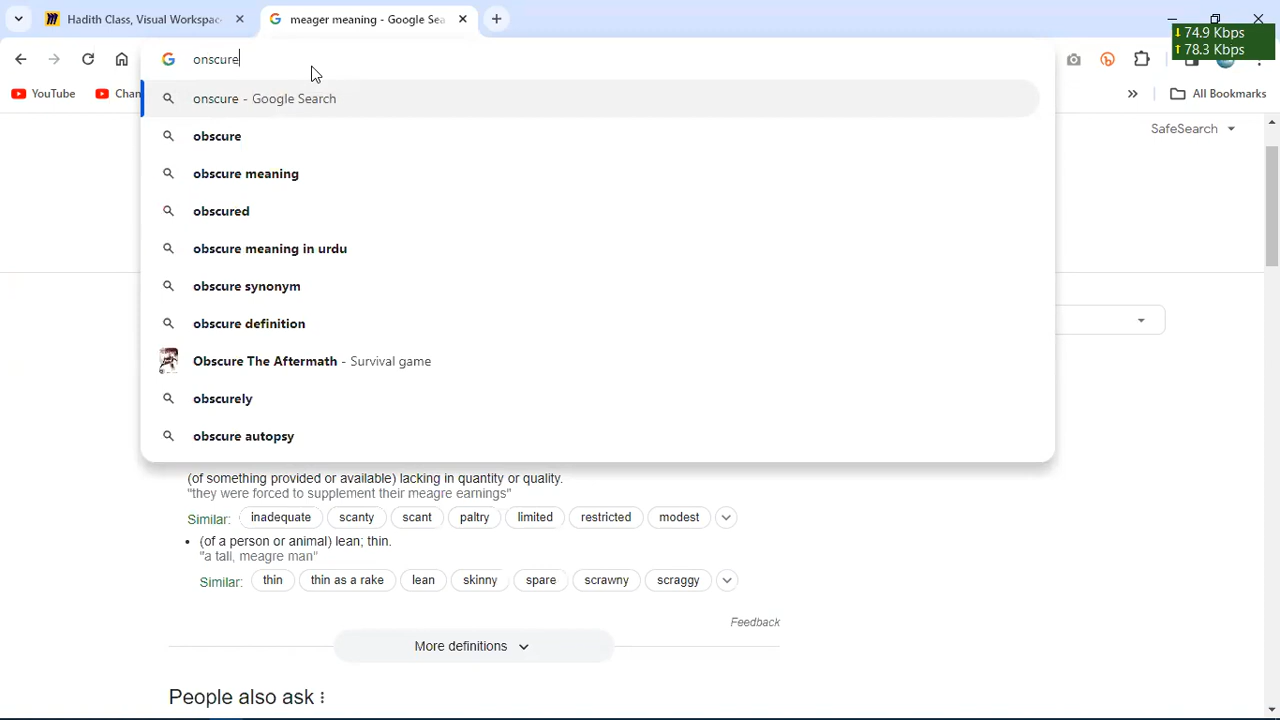 Hadith Class, Visual Workspac
meager meaning - Google Sea
74.9 Kbps
78.3 Kbps
onscure
YouTube
Chan
All Bookmarks
onscure - Google Search
SafeSearch
obscure
obscure meaning
obscured
obscure meaning in urdu
obscure synonym
obscure definition
Obscure The Aftermath - Survival game
obscurely
obscure autopsy
(of something provided or available) lacking in quantity or quality.
"they were forced to supplement their meagre earnings"
Similar: inadequate scanty scant paltry limited restricted modest
• (of a person or animal) lean; thin.
"a tall, meagre man"
Similar: thin thin as a rake lean skinny spare scrawny scraggy
Feedback
More definitions
People also ask